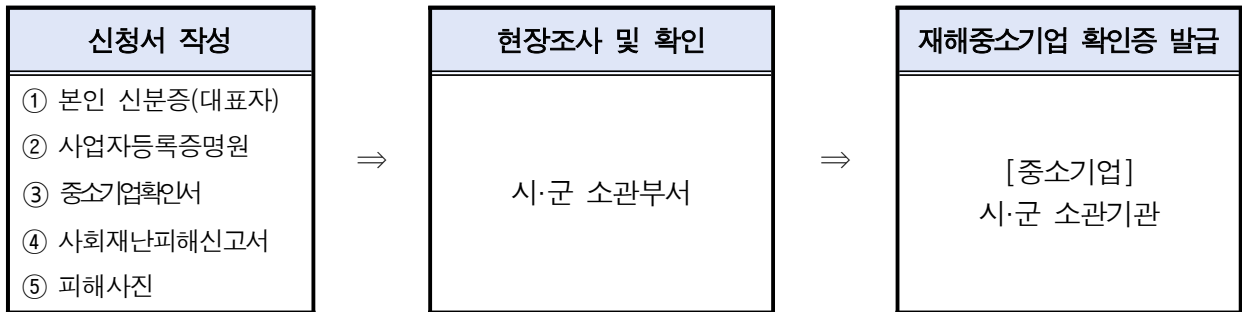 신청서 작성
① 본인 신분증(대표자)
② 사업자등록증명원
③ 중소기업확인서
④ 사회재난피해신고서
⑤ 피해사진
⇒
현장조사 및 확인
시·군 소관부서
⇒
재해중소기업 확인증 발급
[중소기업]
시·군 소관기관